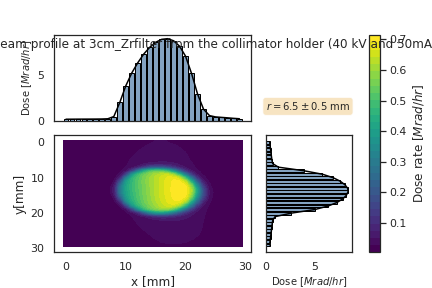 eam profile at 3cm_Zrfilter from the collimator holder (40 kV and 50mA
Dose [Mrad/hr]
5
0
r = 6.5 ± 0.5 mm
0.7
0.6
0.5
0.4
0.3
0.2
0.1
Dose rate [Mrad/hr]
y[mm]
0
10
20
30
0 10 20 30
x [mm]
0 5
Dose [Mrad/hr]